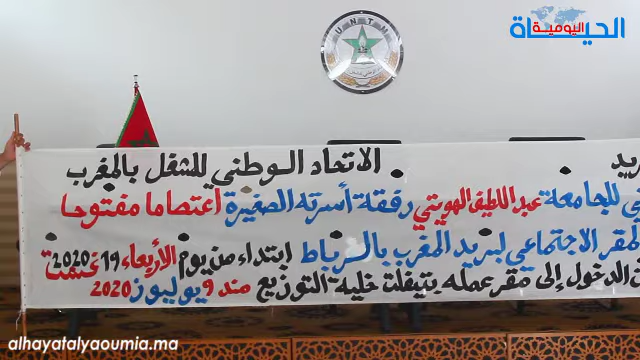 الحياة اليومية
UNTM
الاتحاد الوطني للشغل بالمغرب
ريد
ي للجامعة عبد اللطيف الهويتي رفقة أسرته الصغيرة اعتصاما مفتوحا
لمقر الاجتماعي لبريد المغرب بالرباط ابتداء من يوم الأربعاء 19 غشت 2020
ن الدخول إلى مقر عمله بتيفلت خلية التوزيع منذ 9 يوليوز 2020
alhayatalyaoumia.ma